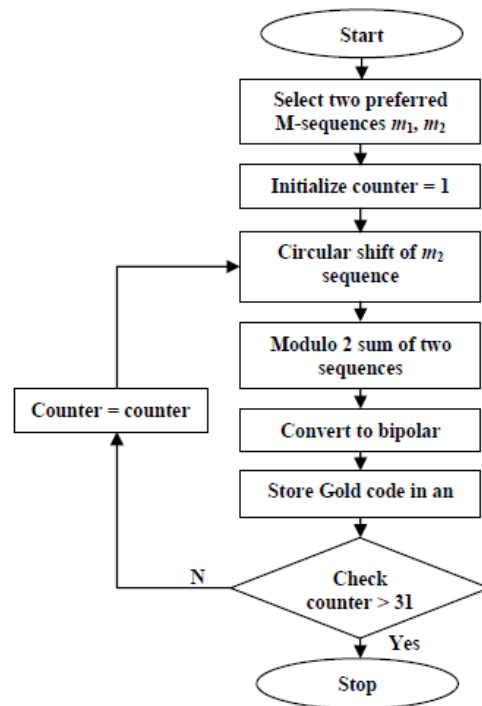 Start
Select two preferred
M-sequences m1, m2
Initialize counter = 1
Circular shift of m2
sequence
Modulo 2 sum of two
sequences
Counter = counter
Convert to bipolar
Store Gold code in an
N
Check
counter > 31
Yes
Stop